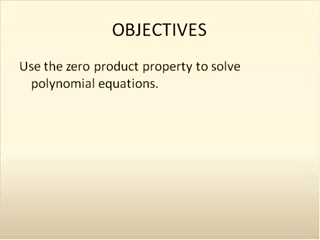 OBJECTIVES
Use the zero product property to solve
polynomial equations.